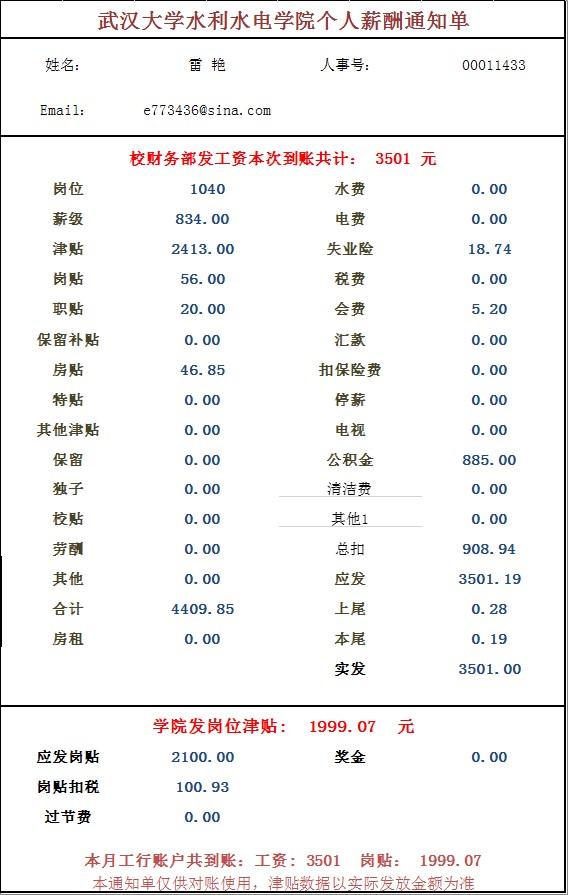 武汉大学水利水电学院个人薪酬通知单
姓名： 雷 艳 人事号： 00011433
Email： e773436@sina.com
校财务部发工资本次到账共计： 3501 元
岗位 1040 水费 0.00
薪级 834.00 电费 0.00
津贴 2413.00 失业险 18.74
岗贴 56.00 税费 0.00
职贴 20.00 会费 5.20
保留补贴 0.00 汇款 0.00
房贴 46.85 扣保险费 0.00
特贴 0.00 停薪 0.00
其他津贴 0.00 电视 0.00
保留 0.00 公积金 885.00
独子 0.00 清洁费 0.00
校贴 0.00 其他1 0.00
劳酬 0.00 总扣 908.94
其他 0.00 应发 3501.19
合计 4409.85 上尾 0.28
房租 0.00 本尾 0.19
实发 3501.00
学院发岗位津贴： 1999.07 元
应发岗贴 2100.00 奖金 0.00
岗贴扣税 100.93
过节费 0.00
本月工行账户共到账：工资： 3501 岗贴： 1999.07
本通知单仅供对账使用，津贴数据以实际发放金额为准